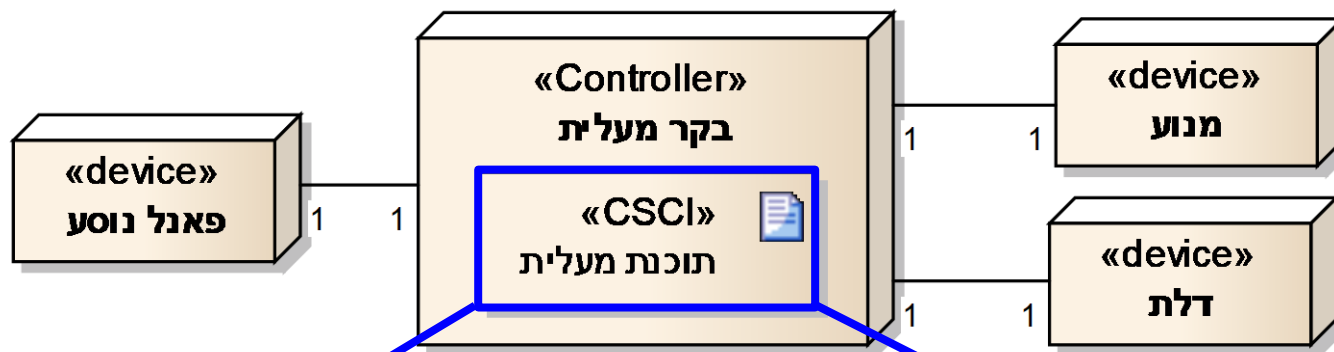 «device»
פאנל נוסע
1
1
«Controller»
בקר מעלית
«CSCI»
תוכנת מעלית
1
1
«device»
מנוע
1
1
«device»
דלת